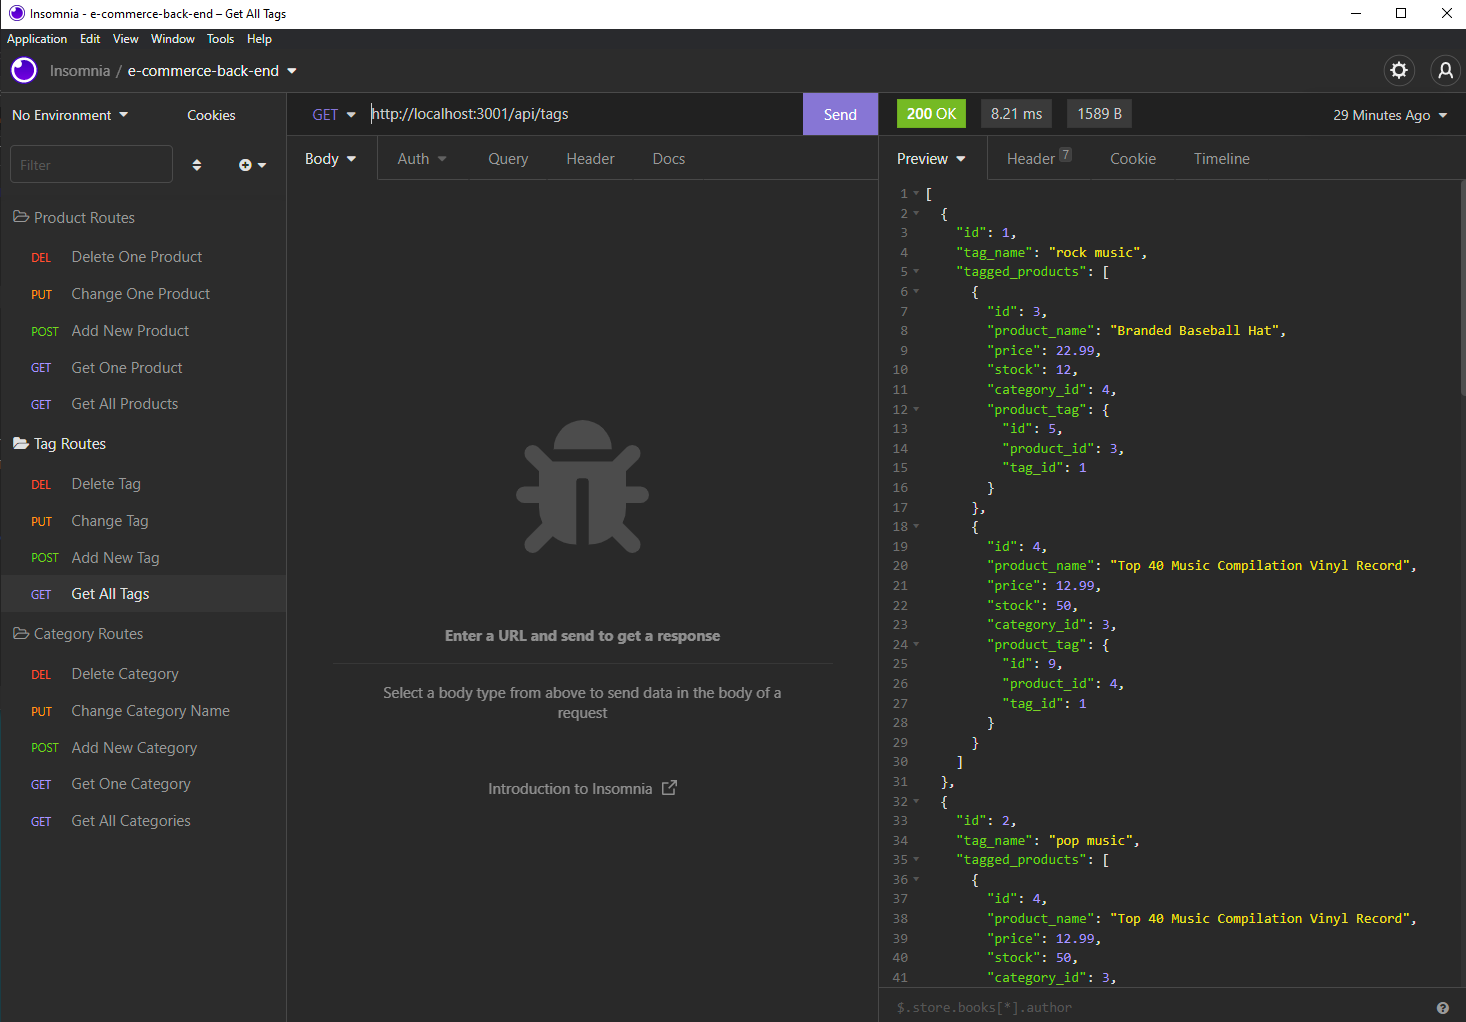 Insomnia - e-commerce-back-end – Get All Tags
Application Edit View Window Tools Help
Insomnia / e-commerce-back-end
No Environment Cookies
Filter
Product Routes
DEL Delete One Product
PUT Change One Product
POST Add New Product
GET Get One Product
GET Get All Products
Tag Routes
DEL Delete Tag
PUT Change Tag
POST Add New Tag
GET Get All Tags
Category Routes
DEL Delete Category
PUT Change Category Name
POST Add New Category
GET Get One Category
GET Get All Categories
GET http://localhost:3001/api/tags Send
Body Auth Query Header Docs
Enter a URL and send to get a response
Select a body type from above to send data in the body of a
request
Introduction to Insomnia
200 OK 8.21 ms 1589 B 29 Minutes Ago
Preview Header 7 Cookie Timeline
1 [
2 {
3 "id": 1,
4 "tag_name": "rock music",
5 "tagged_products": [
6 {
7 "id": 3,
8 "product_name": "Branded Baseball Hat",
9 "price": 22.99,
10 "stock": 12,
11 "category_id": 4,
12 "product_tag": {
13 "id": 5,
14 "product_id": 3,
15 "tag_id": 1
16 }
17 },
18 {
19 "id": 4,
20 "product_name": "Top 40 Music Compilation Vinyl Record",
21 "price": 12.99,
22 "stock": 50,
23 "category_id": 3,
24 "product_tag": {
25 "id": 9,
26 "product_id": 4,
27 "tag_id": 1
28 }
29 }
30 ]
31 },
32 {
33 "id": 2,
34 "tag_name": "pop music",
35 "tagged_products": [
36 {
37 "id": 4,
38 "product_name": "Top 40 Music Compilation Vinyl Record",
39 "price": 12.99,
40 "stock": 50,
41 "category_id": 3,
$.store.books[*].author